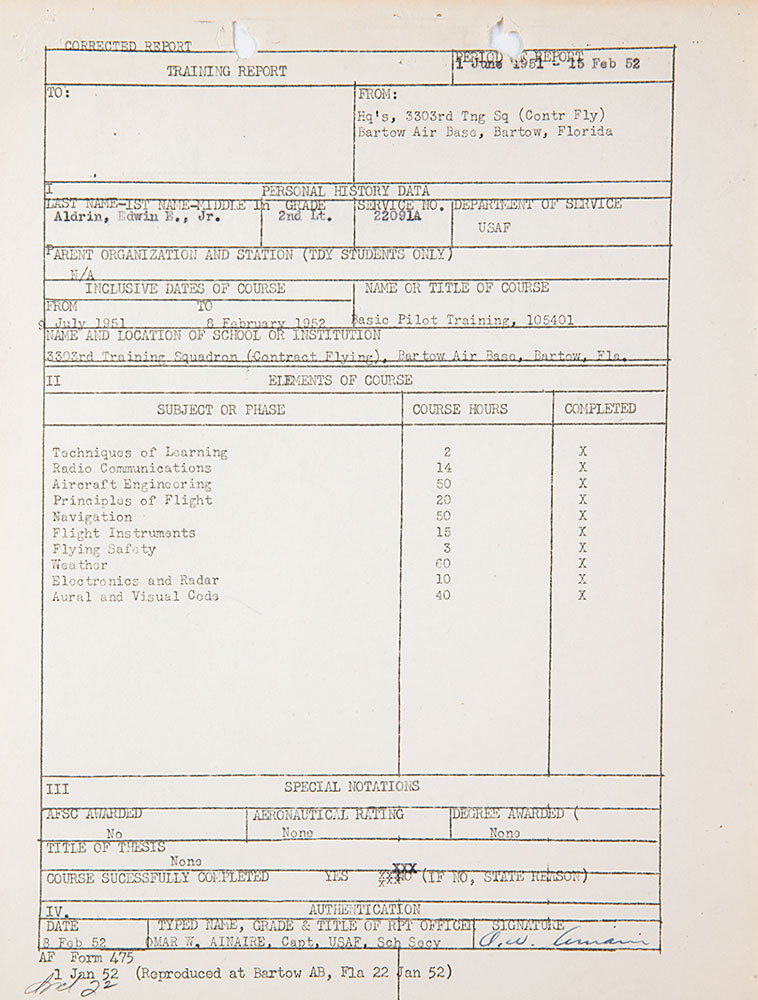 CORRECTED REPORT
TRAINING REPORT
PERIOD OF REPORT
1 June 1951 - 15 Feb 52
TO:
FROM:
Hq's, 3303rd Tng Sq (Contr Fly)
Bartow Air Base, Bartow, Florida
I PERSONAL HISTORY DATA
LAST NAME-1ST NAME-MIDDLE In GRADE SERVICE NO. DEPARTMENT OF SERVICE
Aldrin, Edwin E., Jr. 2nd Lt. 22091A USAF
PARENT ORGANIZATION AND STATION (TDY STUDENTS ONLY)
N/A
INCLUSIVE DATES OF COURSE NAME OR TITLE OF COURSE
FROM TO
9 July 1951 8 February 1952 Basic Pilot Training, 105401
NAME AND LOCATION OF SCHOOL OR INSTITUTION
3303rd Training Squadron (Contract Flying), Bartow Air Base, Bartow, Fla.
II ELEMENTS OF COURSE
SUBJECT OR PHASE COURSE HOURS COMPLETED
Techniques of Learning 2 X
Radio Communications 14 X
Aircraft Engineering 50 X
Principles of Flight 20 X
Navigation 50 X
Flight Instruments 15 X
Flying Safety 3 X
Weather 60 X
Electronics and Radar 10 X
Aural and Visual Code 40 X
III SPECIAL NOTATIONS
AFSC AWARDED AERONAUTICAL RATING DEGREE AWARDED (
No None None
TITLE OF THESIS
None
COURSE SUCESSFULLY COMPLETED YES NO (IF NO, STATE REASON)
IV. AUTHENTICATION
DATE TYPED NAME, GRADE & TITLE OF RPT OFFICER SIGNATURE
8 Feb 52 OMAR W. AINAIRE, Capt, USAF, Sch Secy
AF Form 475
1 Jan 52 (Reproduced at Bartow AB, Fla 22 Jan 52)